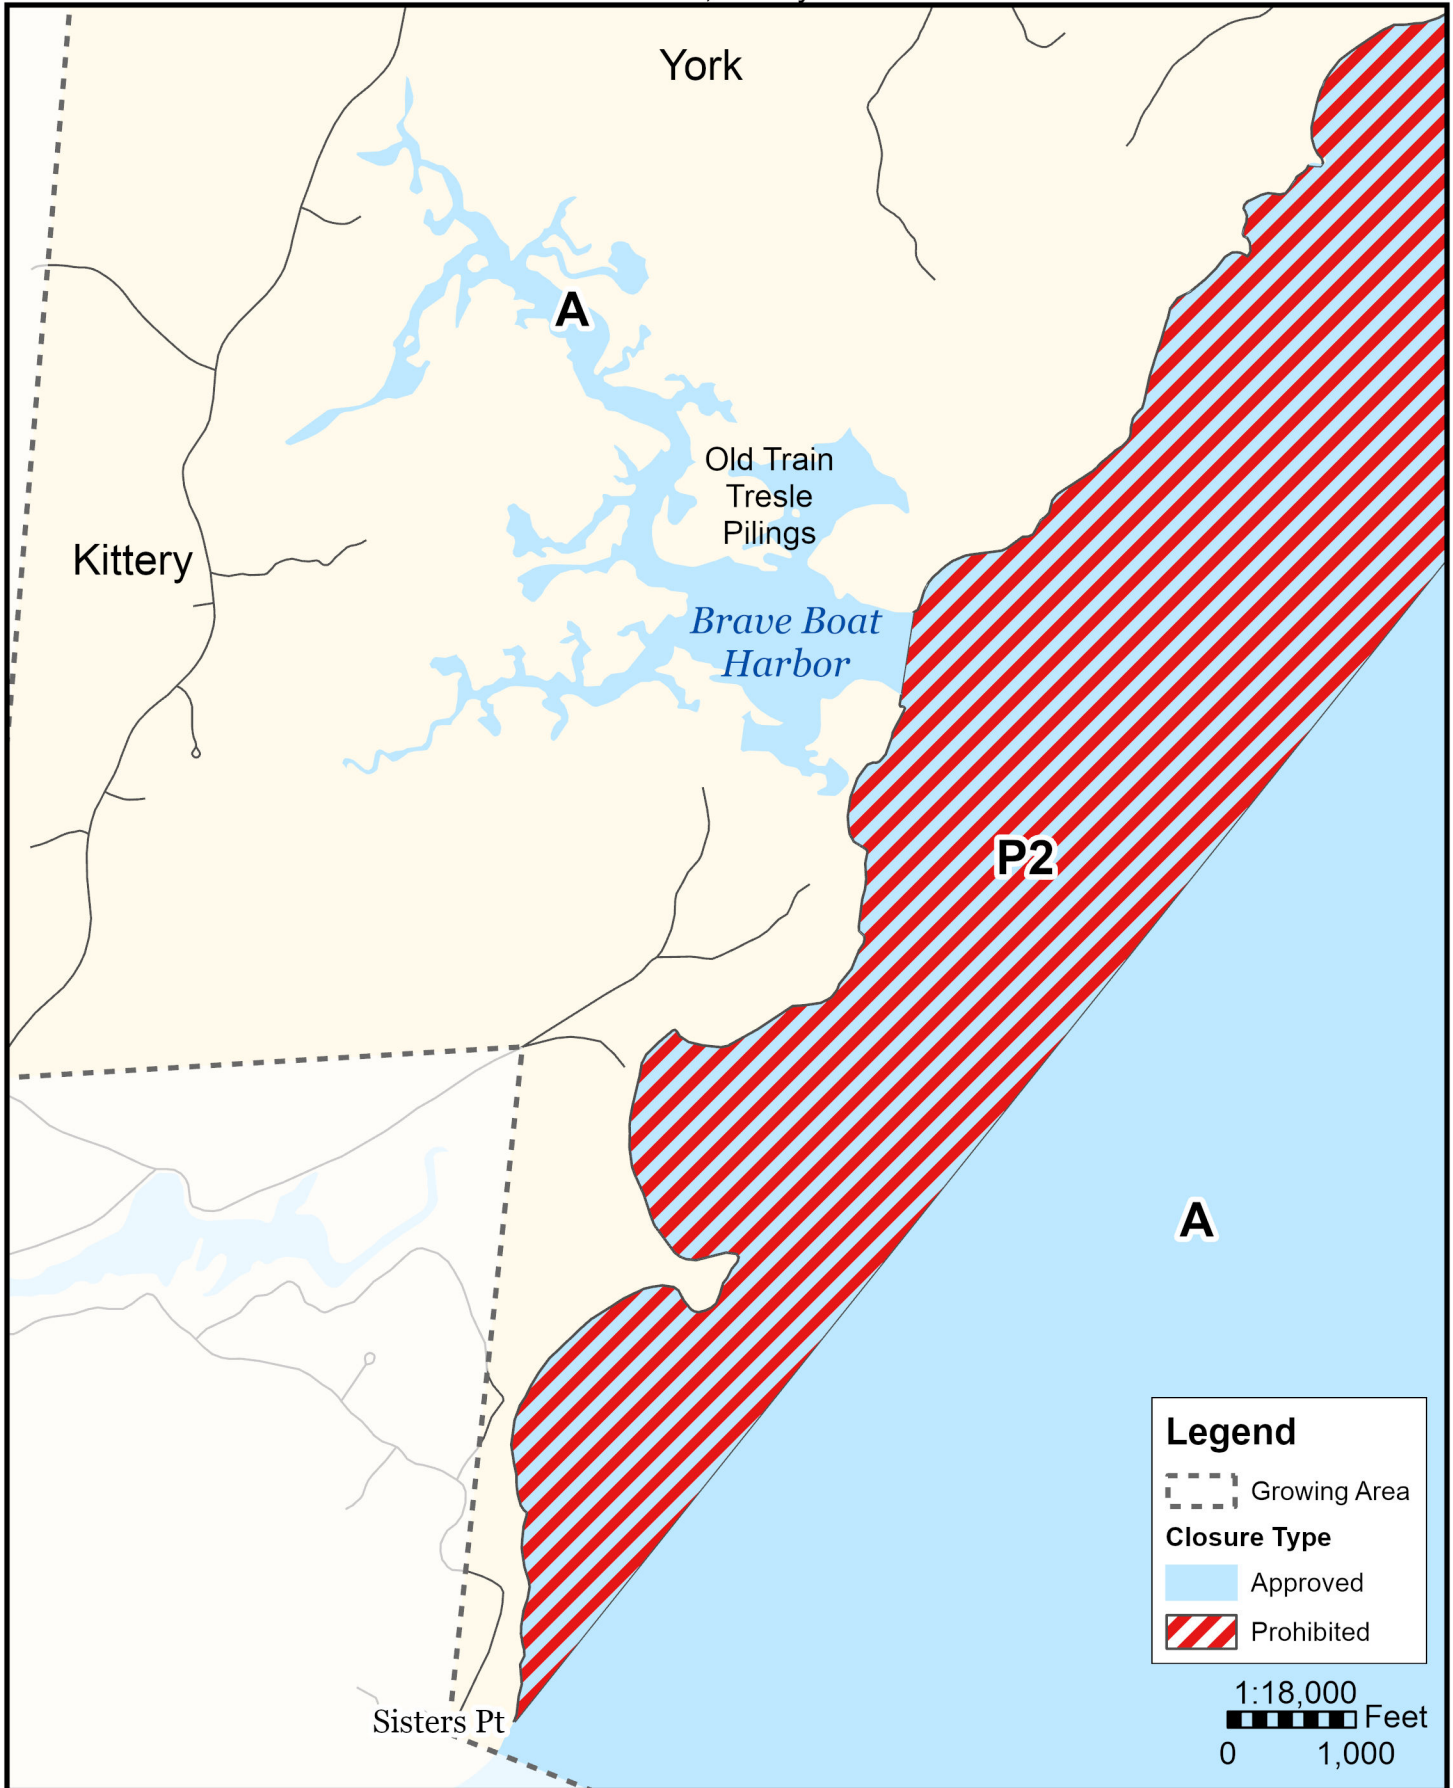 York
A
Old Train
Tresle
Pilings
Kittery
Brave Boat
Harbor
P2
A
Legend
Growing Area
Closure Type
Approved
Prohibited
1:18,000
Feet
0 1,000
Sisters Pt